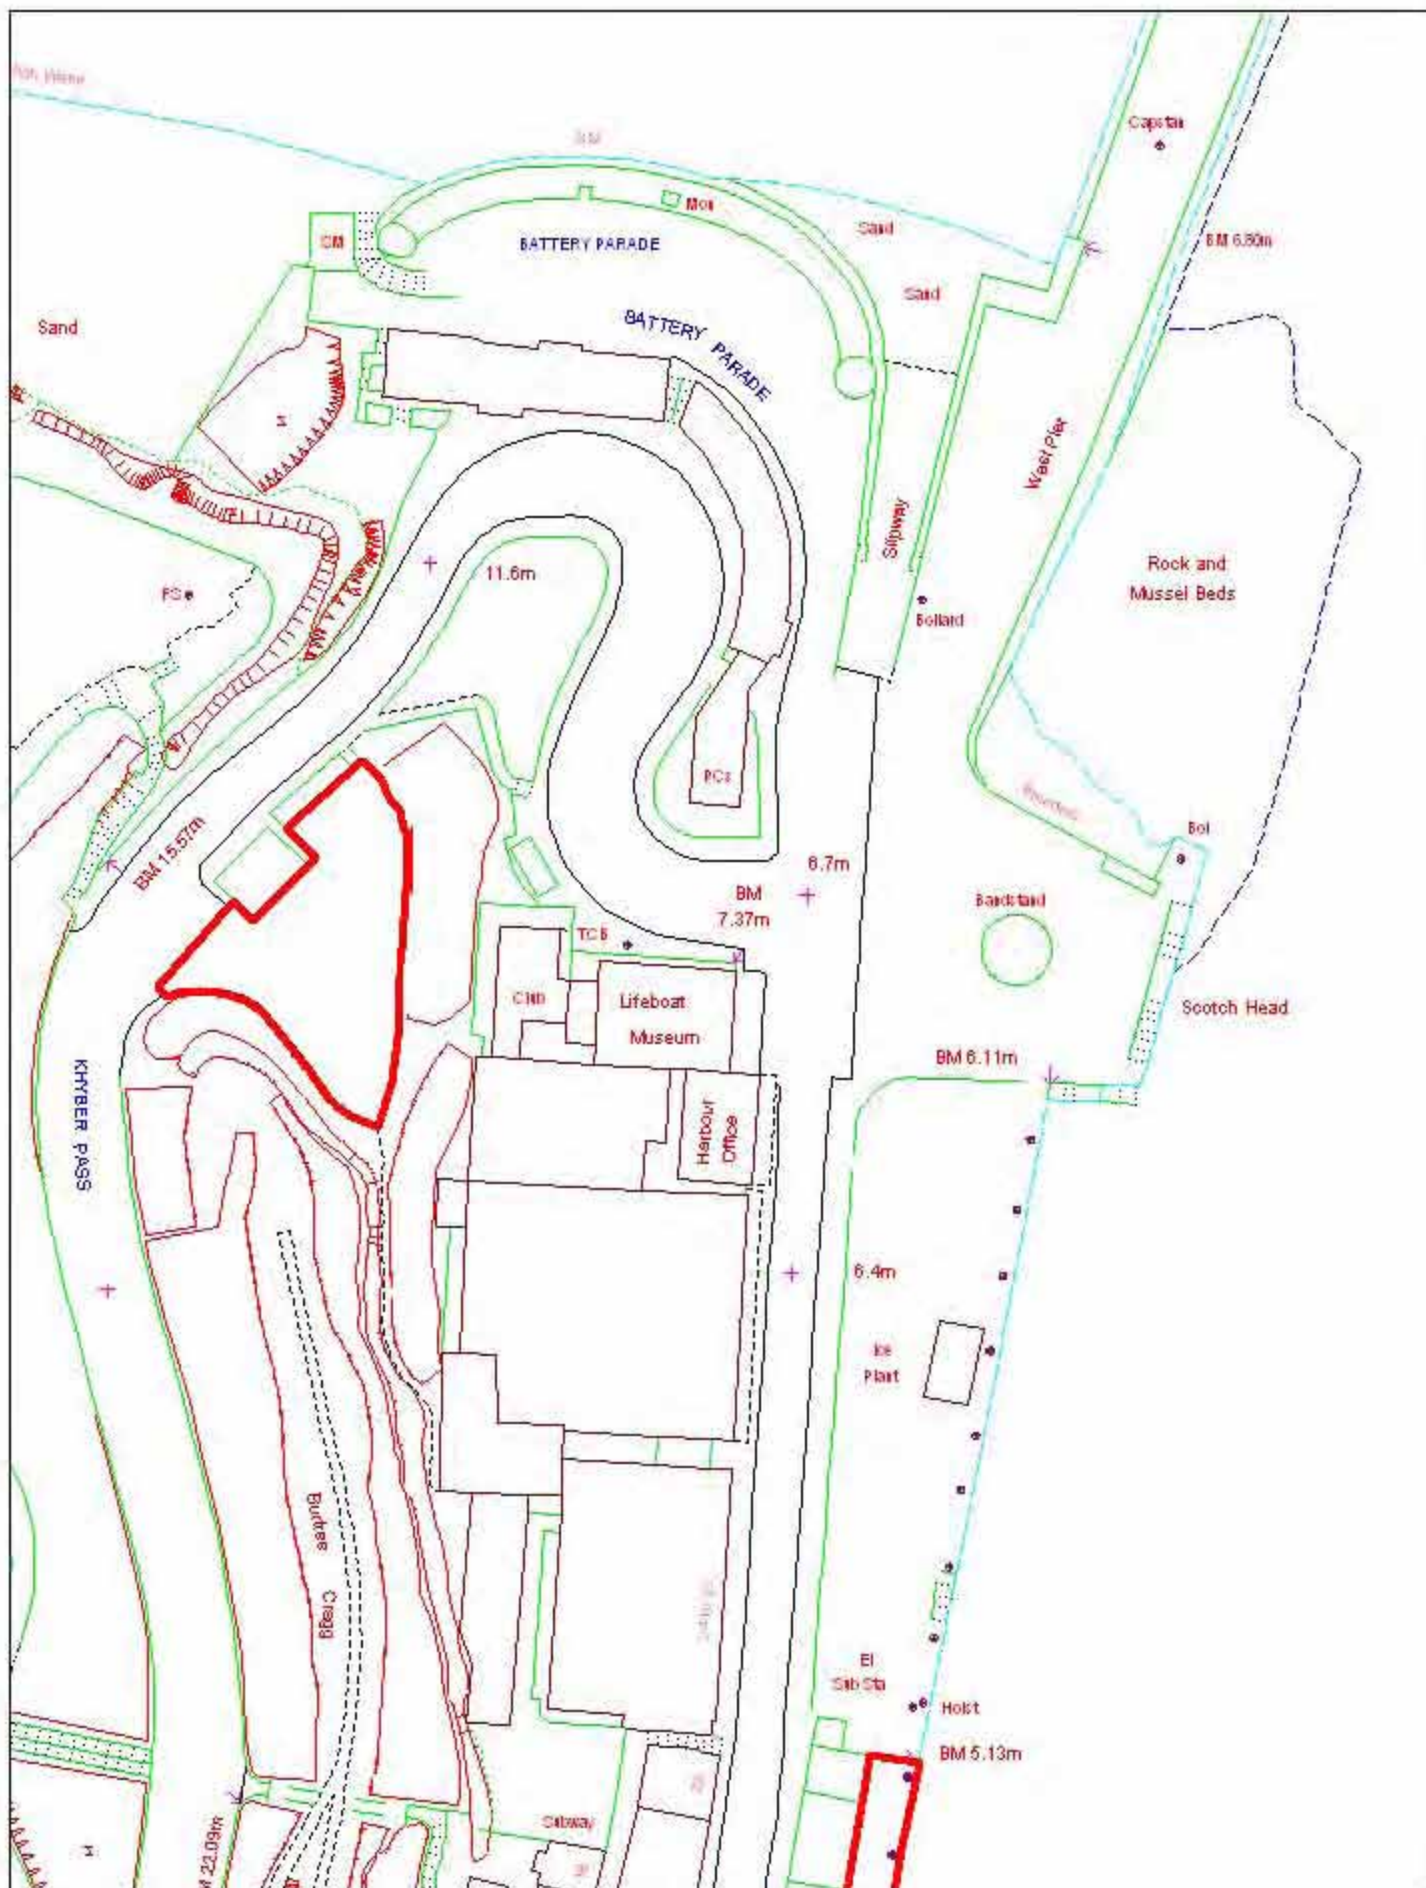 Capstan
Mon
BATTERY PARADE
Sand
BM 6.80m
Sand
BATTERY PARADE
Sand
West Pier
Slipway
Rock and
Mussel Beds
11.6m
Bollard
PCs
Bol
BM 15.57m
6.7m
BM
7.37m
Bandstand
TCB
Club
Lifeboat
Museum
Scotch Head
BM 6.11m
KHYBER PASS
Harbour
Office
6.4m
Ice
Plant
Burtree
Cragg
El
Sub Sta
Hoist
BM 5.13m
Subway
22.09m